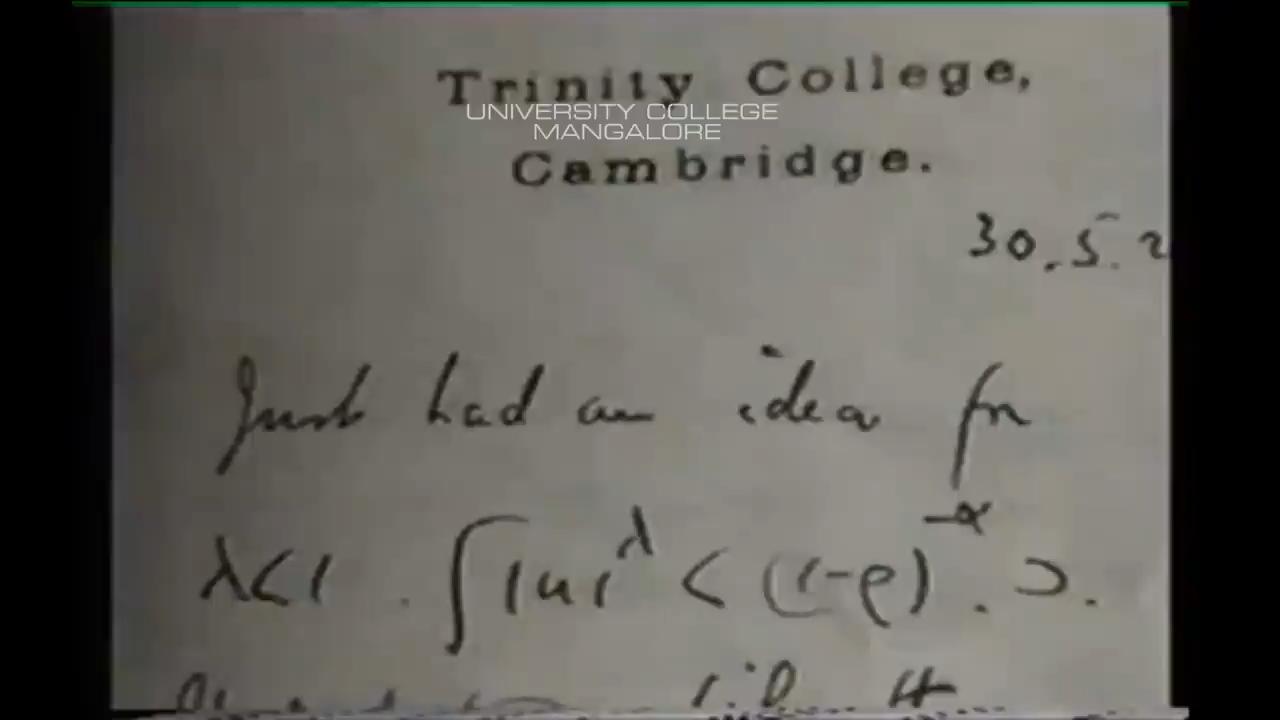 Trinity College,
UNIVERSITY COLLEGE
MANGALORE
Cambridge.
30.5.2
Just had an idea for
λ<1 . ∫|u|^λ < (1-ρ)^-α . ⊃.